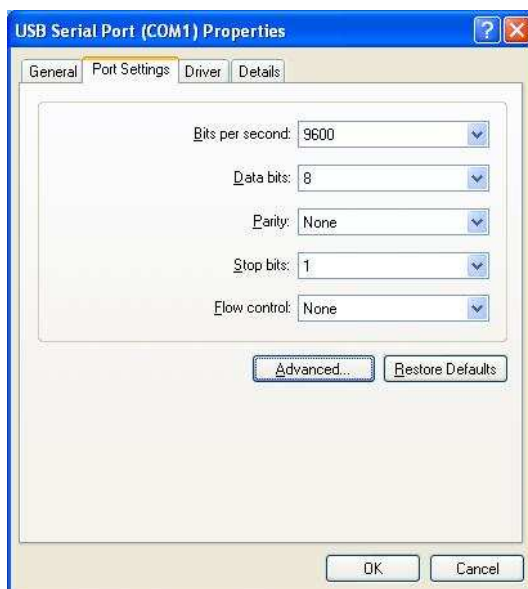 USB Serial Port (COM1) Properties
General Port Settings Driver Details
Bits per second: 9600
Data bits: 8
Parity: None
Stop bits: 1
Flow control: None
Advanced... Restore Defaults
OK Cancel